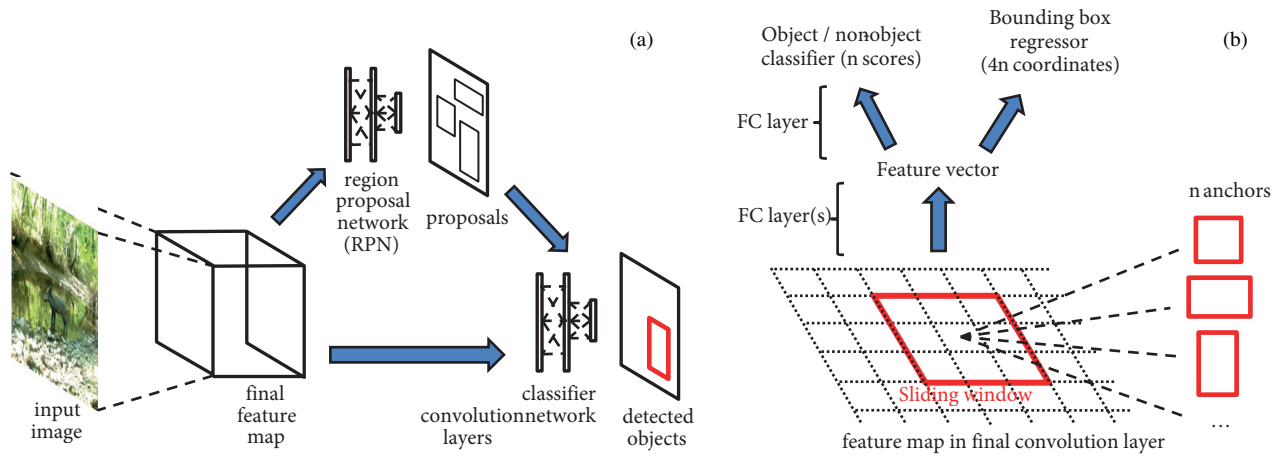 (a)
region
proposal
network
(RPN)
proposals
input
image
final
feature
map
convolution
layers
classifier
network
detected
objects
(b)
Object / non-object
classifier (n scores)
Bounding box
regressor
(4n coordinates)
FC layer
Feature vector
FC layer(s)
n anchors
Sliding window
...
feature map in final convolution layer